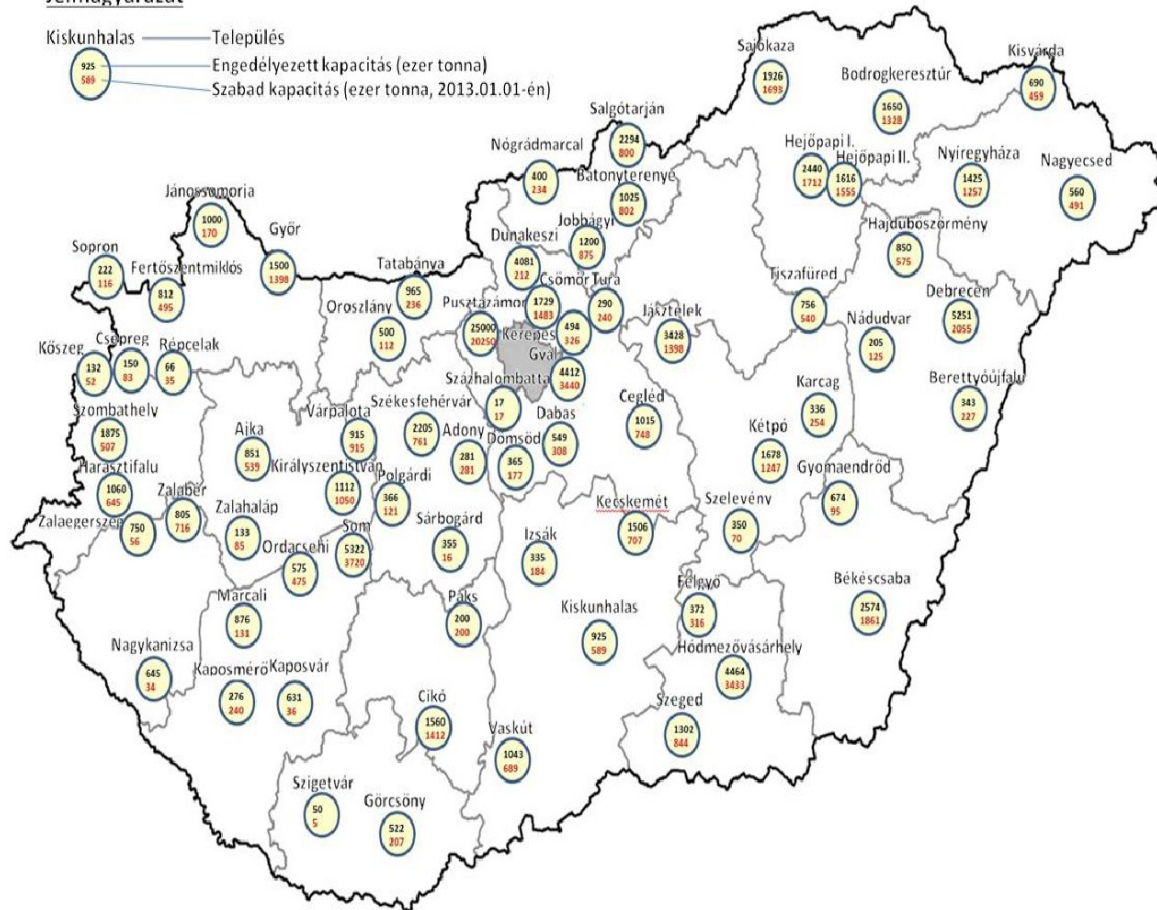 Jelmagyarázat
Kiskunhalas
Település
925
589
Engedélyezett kapacitás (ezer tonna)
Szabad kapacitás (ezer tonna, 2013.01.01-én)
Sajókaza
1926
1693
Bodrogkeresztúr
1650
1328
Kisvárda
690
459
Salgótarján
2294
800
Nógrádmarcal
400
234
Hejőpapi I.
2440
1712
Hejőpapi II.
1616
1555
Nyíregyháza
1425
1257
Nagyecsed
560
491
Bátonyterenye
1025
802
Jánossomorja
1000
170
Győr
1500
1398
Jobbágyi
1200
875
Dunakeszi
4081
212
Hajdúböszörmény
850
575
Sopron
222
116
Fertőszentmiklós
812
495
Tatabánya
965
236
Oroszlány
500
112
Pusztazámor
25000
20250
Csömör
1729
1483
Tura
290
240
Kerepes
494
326
Jásztelek
3428
1398
Tiszafüred
756
540
Nádudvar
205
125
Debrecen
5251
2055
Kőszeg
132
52
Csepreg
150
83
Répcelak
66
35
Gyál
4412
3440
Százhalombatta
17
17
Berettyóújfalu
343
227
Szombathely
1875
507
Várpalota
915
915
Székesfehérvár
2205
761
Adony
281
281
Dömsöd
365
177
Dabas
549
308
Cegléd
1015
748
Karcag
336
254
Kétpó
1678
1247
Ajka
851
539
Királyszentistván
1112
1050
Polgárdi
366
121
Harasztifalu
1060
645
Zalabér
805
716
Zalaegerszeg
750
56
Zalahaláp
133
85
Som
5322
3720
Sárbogárd
355
16
Izsák
335
184
Kecskemét
1506
707
Szelevény
350
70
Gyomaendrőd
674
95
Ordacsehi
575
475
Marcali
876
131
Paks
200
200
Kiskunhalas
925
589
Felgyő
372
316
Békéscsaba
2574
1861
Nagykanizsa
645
34
Kaposmérő
276
240
Kaposvár
631
36
Hódmezővásárhely
4464
3433
Cikó
1560
1412
Vaskút
1043
689
Szeged
1302
844
Szigetvár
50
5
Görcsöny
522
207